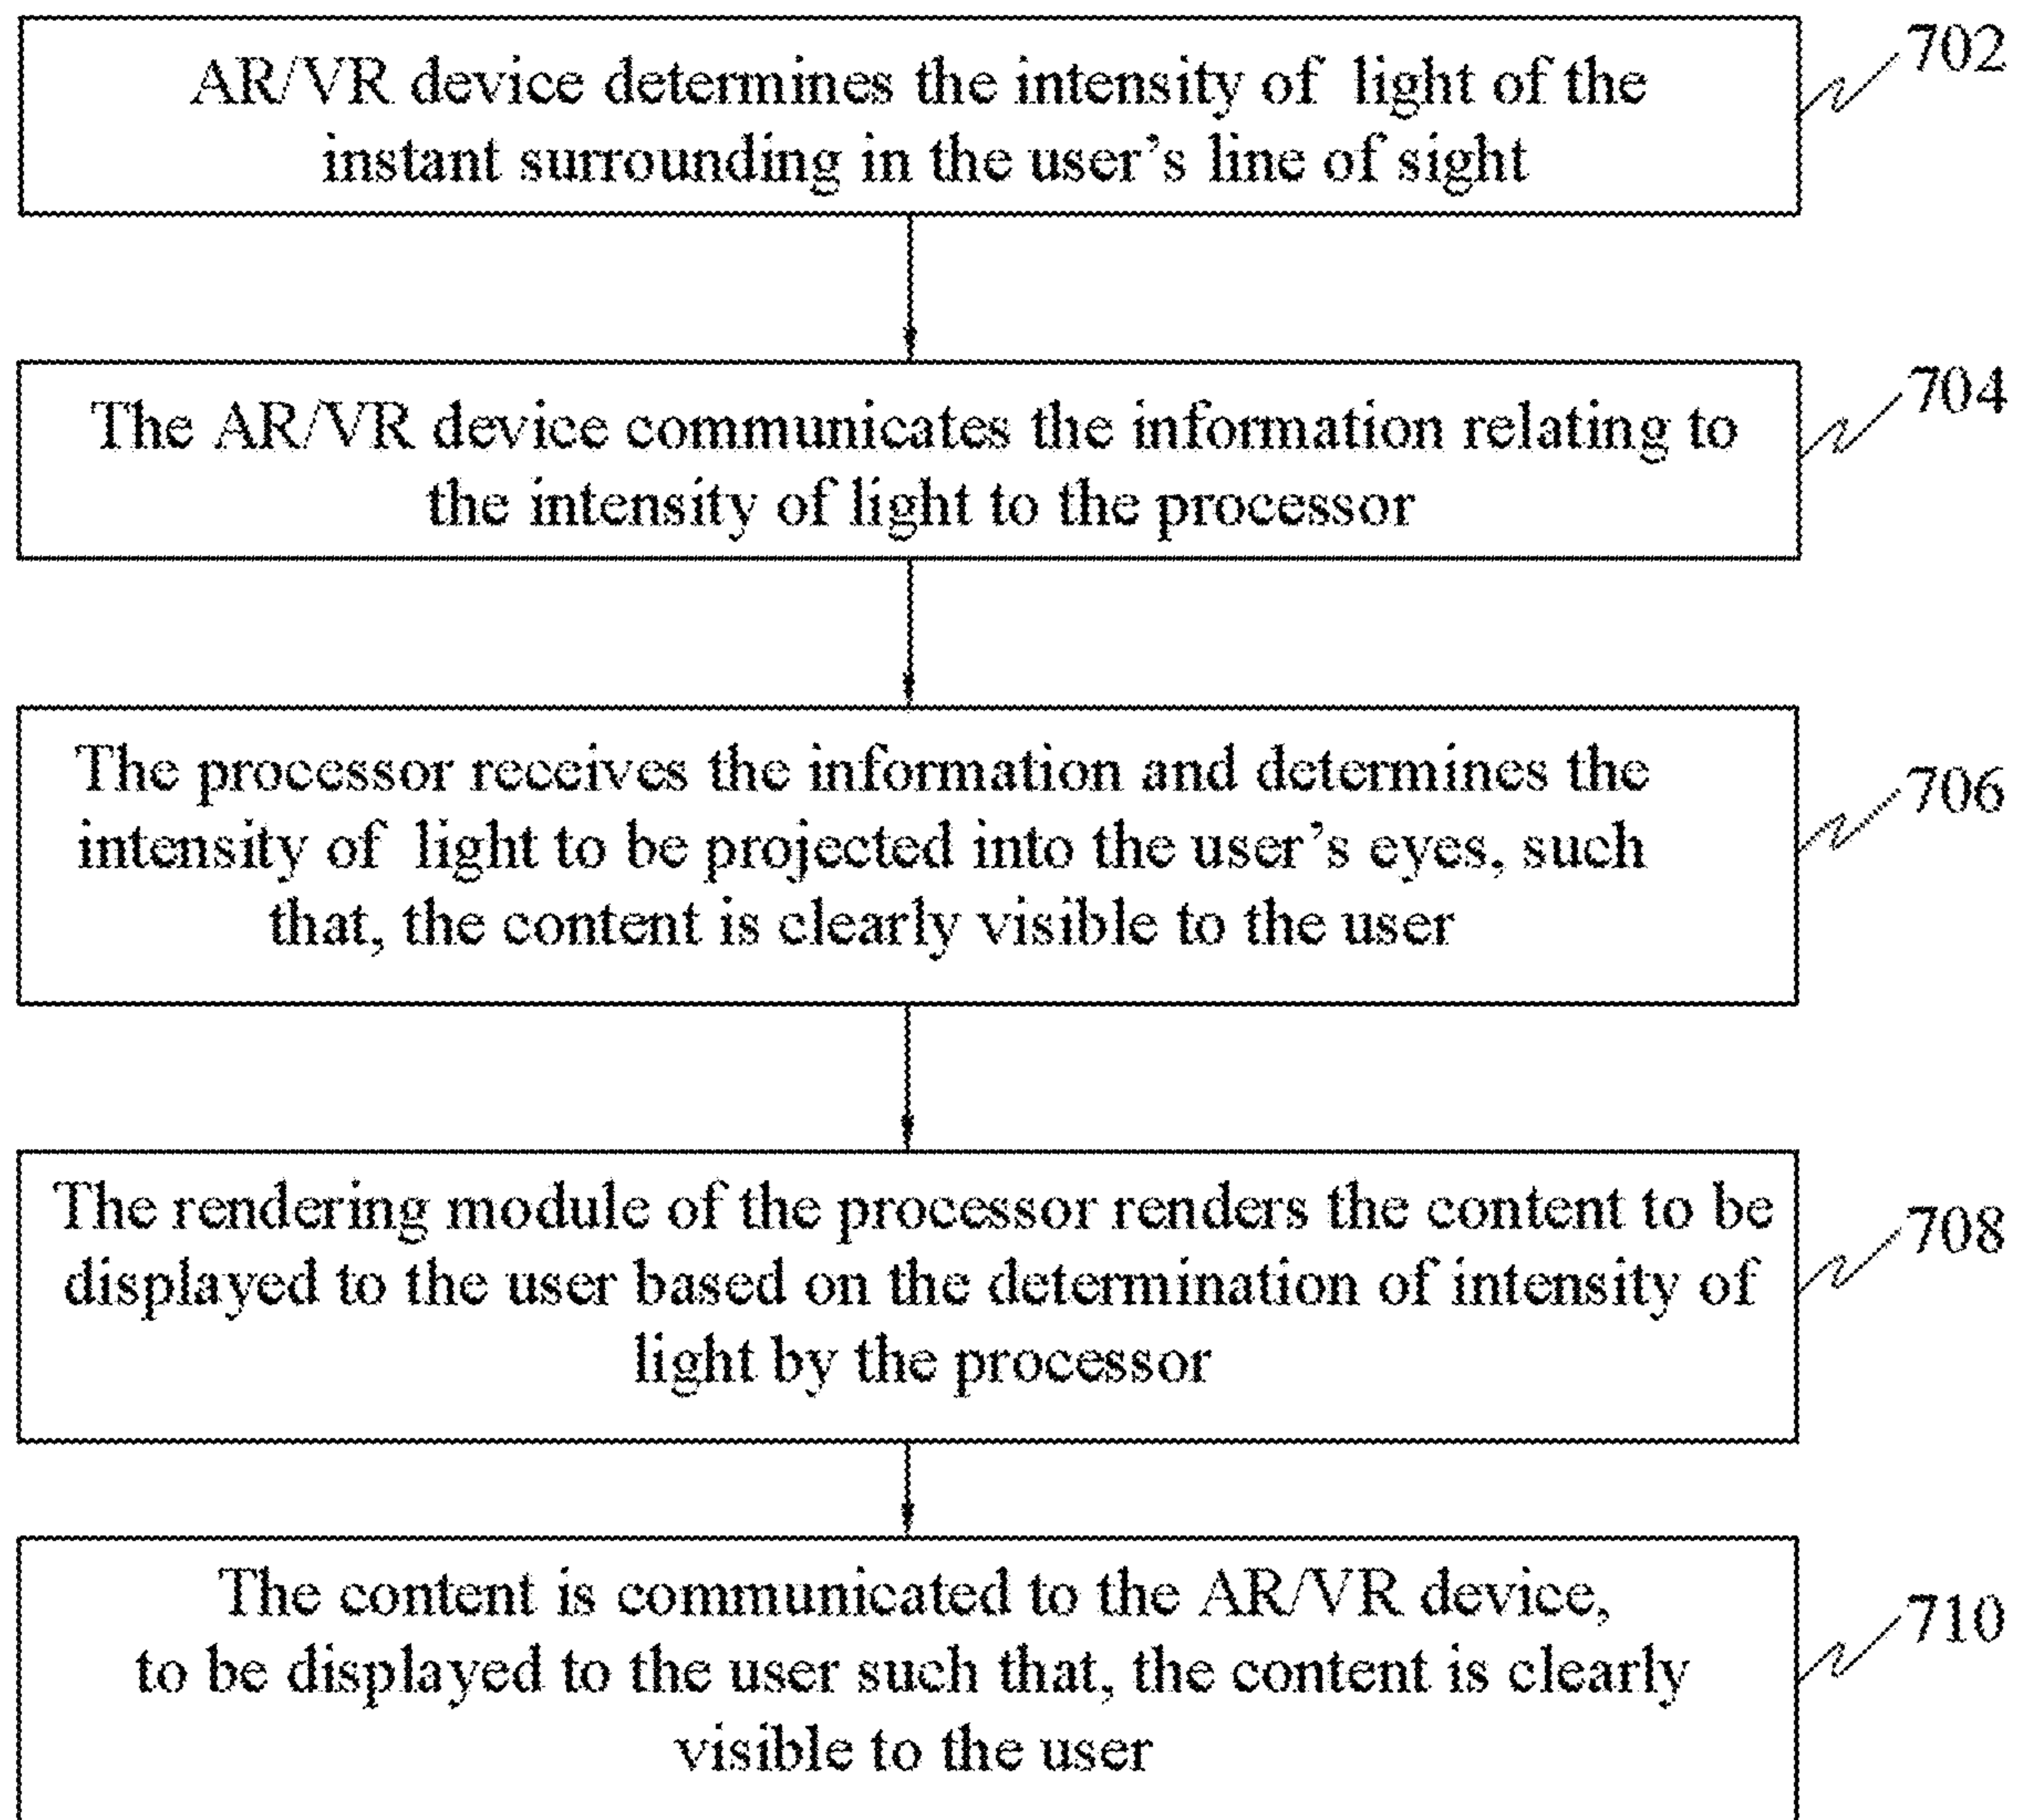 AR/VR device determines the intensity of light of the
instant surrounding in the user's line of sight
702
The AR/VR device communicates the information relating to
the intensity of light to the processor
704
The processor receives the information and determines the
intensity of light to be projected into the user's eyes, such
that, the content is clearly visible to the user
706
The rendering module of the processor renders the content to be
displayed to the user based on the determination of intensity of
light by the processor
708
The content is communicated to the AR/VR device,
to be displayed to the user such that, the content is clearly
visible to the user
710